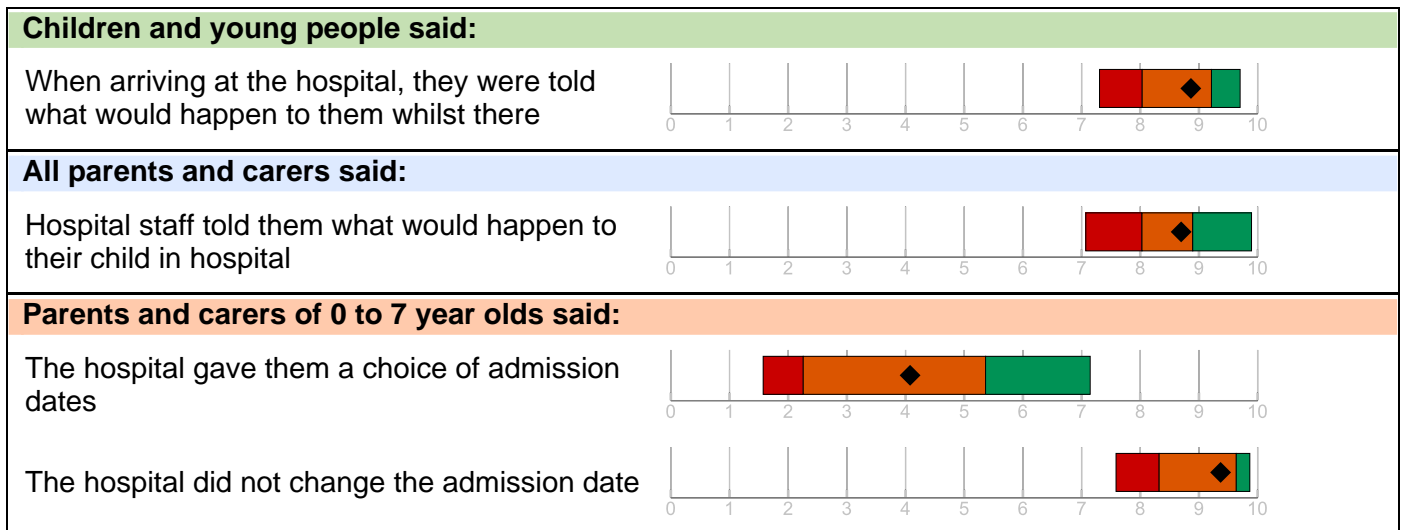 Children and young people said:
When arriving at the hospital, they were told
what would happen to them whilst there
0 1 2 3 4 5 6 7 8 9 10
All parents and carers said:
Hospital staff told them what would happen to
their child in hospital
0 1 2 3 4 5 6 7 8 9 10
Parents and carers of 0 to 7 year olds said:
The hospital gave them a choice of admission
dates
0 1 2 3 4 5 6 7 8 9 10
The hospital did not change the admission date
0 1 2 3 4 5 6 7 8 9 10